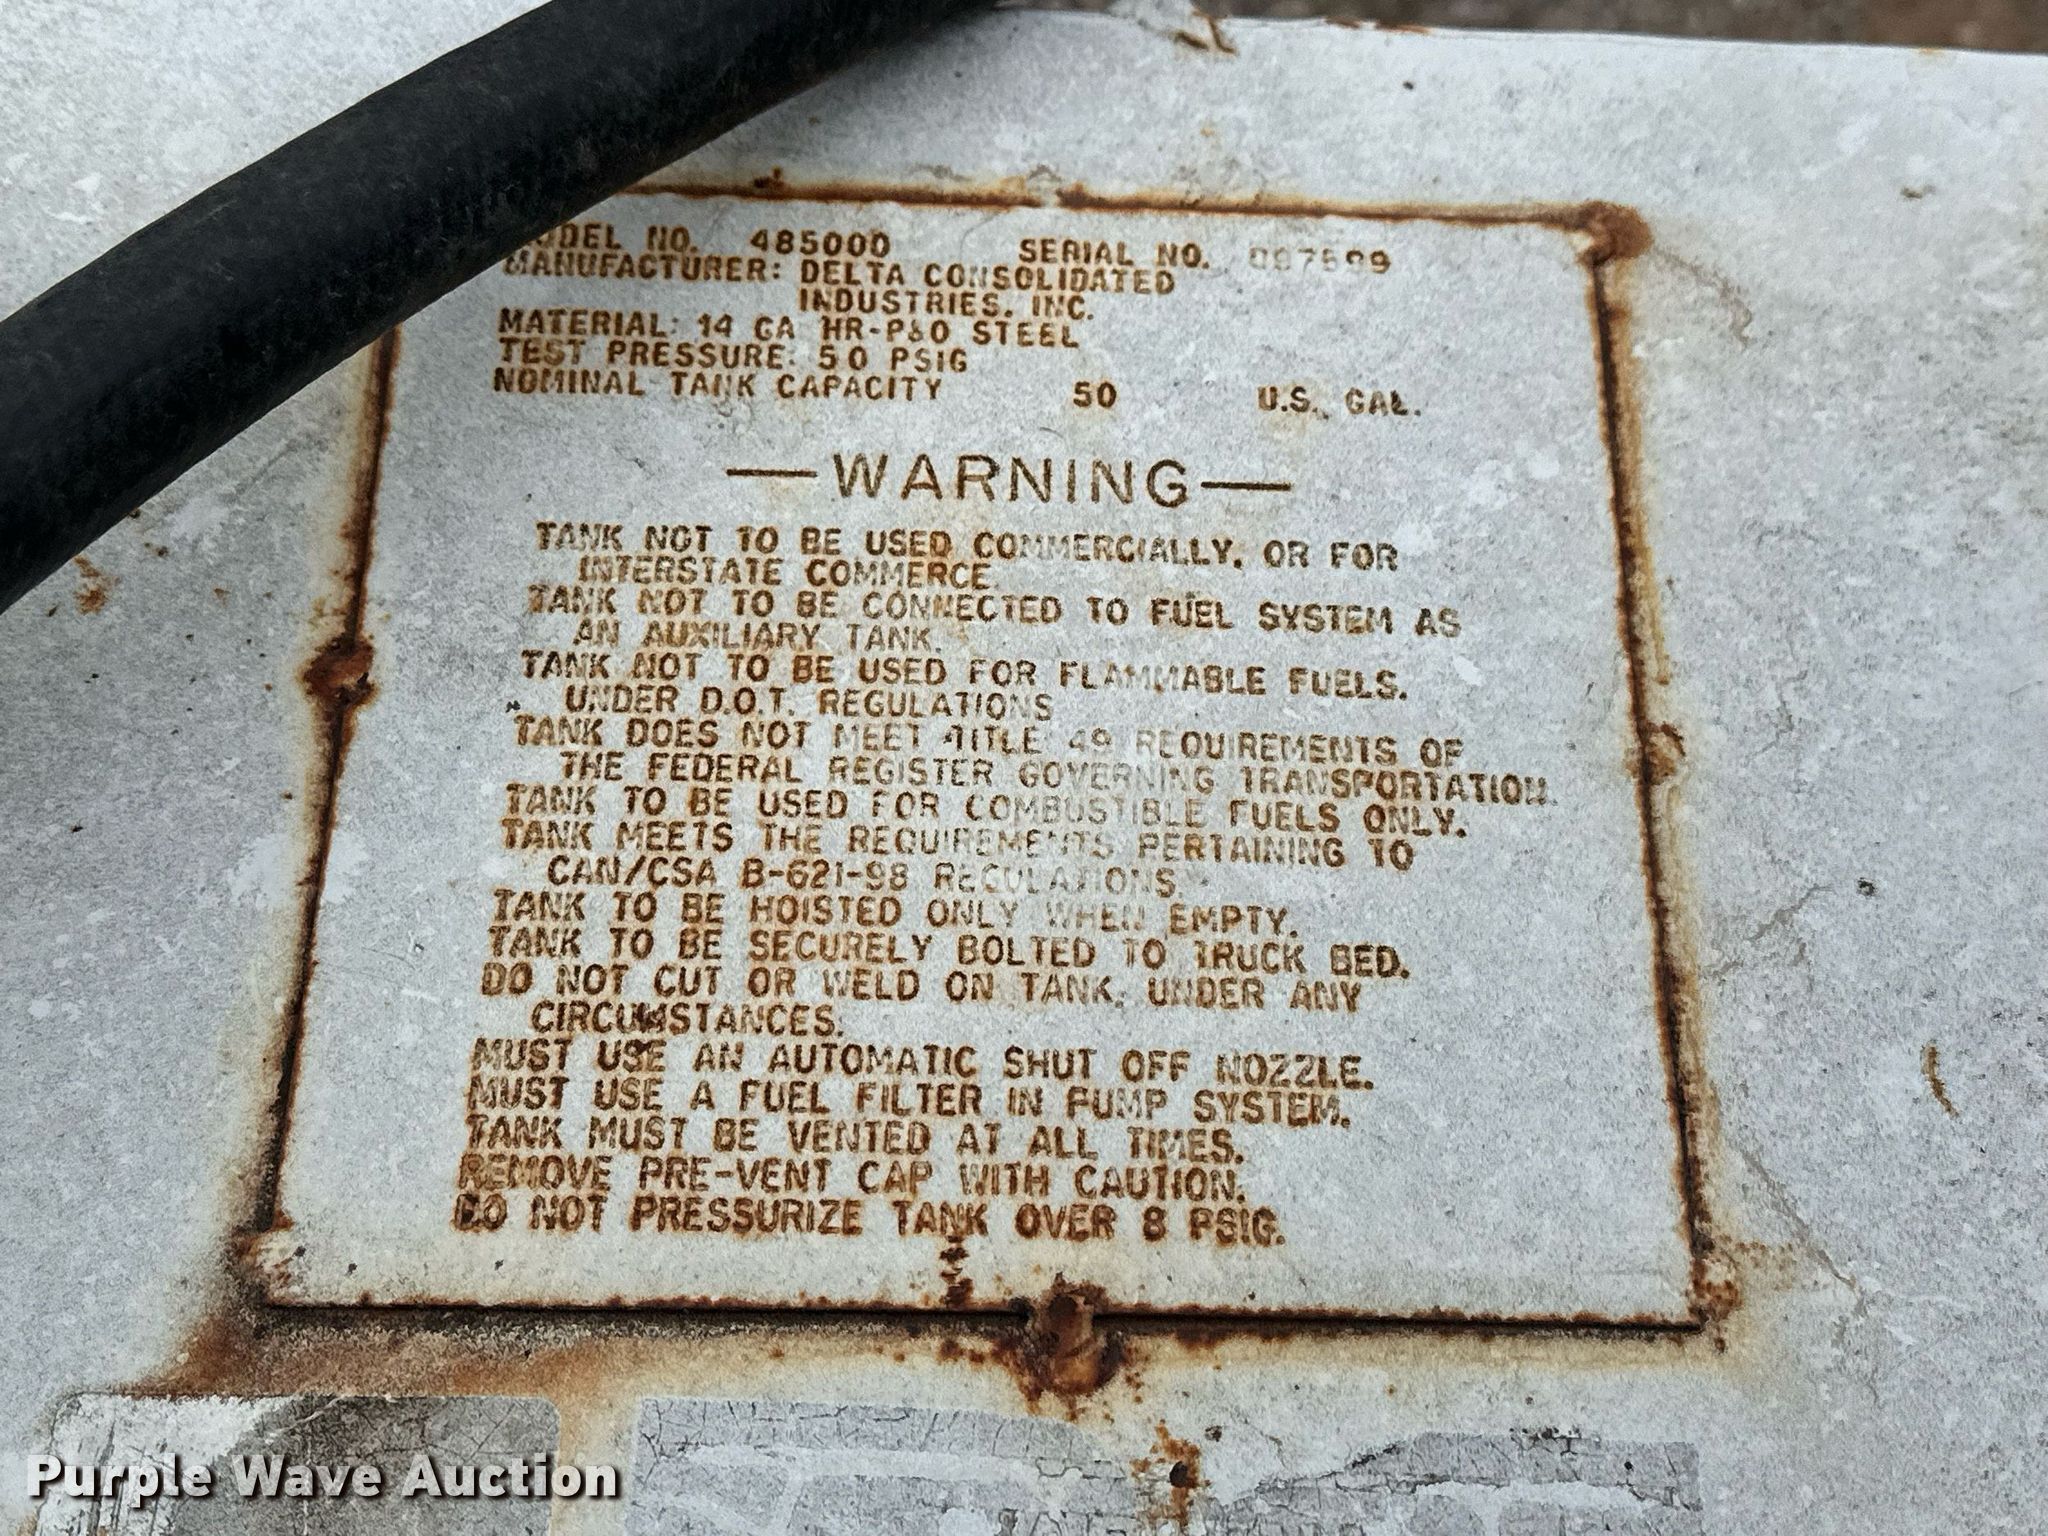 MODEL NO. 485000 SERIAL NO.
MANUFACTURER: DELTA CONSOLIDATED
INDUSTRIES, INC.
MATERIAL: 14 GA HR-P&O STEEL
TEST PRESSURE: 5.0 PSIG
NOMINAL TANK CAPACITY 50 U.S. GAL.
—WARNING—
TANK NOT TO BE USED COMMERCIALLY, OR FOR
INTERSTATE COMMERCE.
TANK NOT TO BE CONNECTED TO FUEL SYSTEM AS
AN AUXILIARY TANK.
TANK NOT TO BE USED FOR FLAMMABLE FUELS.
UNDER D.O.T. REGULATIONS
TANK DOES NOT MEET TITLE 49 REQUIREMENTS OF
THE FEDERAL REGISTER GOVERNING TRANSPORTATION.
TANK TO BE USED FOR COMBUSTIBLE FUELS ONLY.
TANK MEETS THE REQUIREMENTS PERTAINING TO
CAN/CSA B-621-98 REGULATIONS.
TANK TO BE HOISTED ONLY WHEN EMPTY.
TANK TO BE SECURELY BOLTED TO TRUCK BED.
DO NOT CUT OR WELD ON TANK, UNDER ANY
CIRCUMSTANCES.
MUST USE AN AUTOMATIC SHUT OFF NOZZLE.
MUST USE A FUEL FILTER IN PUMP SYSTEM.
TANK MUST BE VENTED AT ALL TIMES.
REMOVE PRE-VENT CAP WITH CAUTION.
DO NOT PRESSURIZE TANK OVER 8 PSIG.
Purple Wave Auction